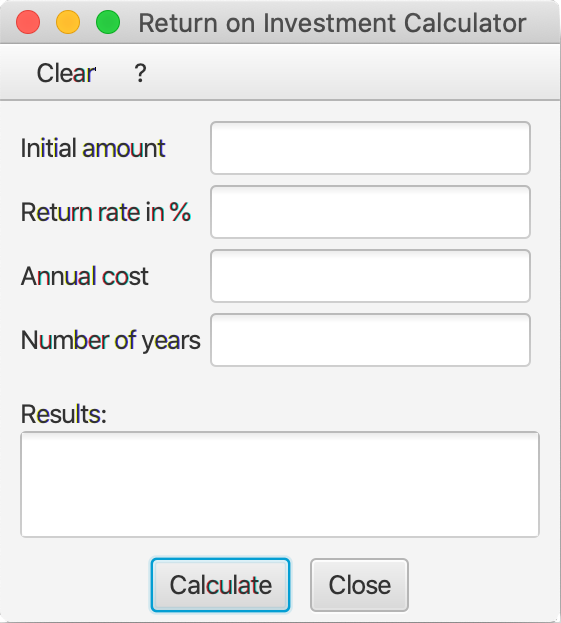 Return on Investment Calculator
Clear ?
Initial amount
Return rate in %
Annual cost
Number of years
Results:
Calculate Close